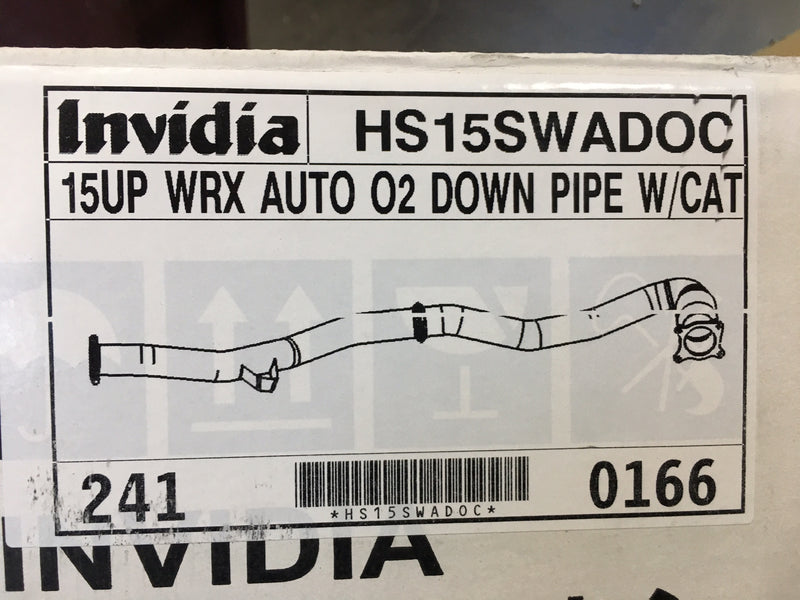 Invidia HS15SWADOC
15UP WRX AUTO O2 DOWN PIPE W/CAT
241 0166
*HS15SWADOC*
INVIDIA